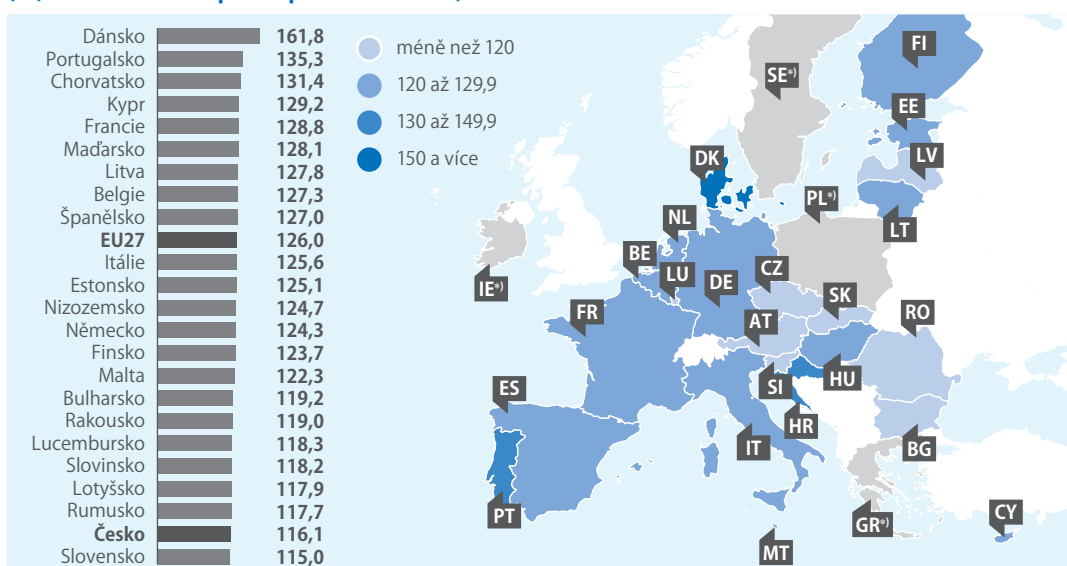 Dánsko 161,8
Portugalsko 135,3
Chorvatsko 131,4
Kypr 129,2
Francie 128,8
Maďarsko 128,1
Litva 127,8
Belgie 127,3
Španělsko 127,0
EU27 126,0
Itálie 125,6
Estonsko 125,1
Nizozemsko 124,7
Německo 124,3
Finsko 123,7
Malta 122,3
Bulharsko 119,2
Rakousko 119,0
Lucembursko 118,3
Slovinsko 118,2
Lotyšsko 117,9
Rumusko 117,7
Česko 116,1
Slovensko 115,0
méně než 120
120 až 129,9
130 až 149,9
150 a více
FI
SE*)
EE
LV
DK
PL*)
LT
NL
BE
LU
DE
CZ
IE*)
SK
FR
AT
RO
ES
SI
HU
HR
IT
BG
PT
GR*)
CY
MT